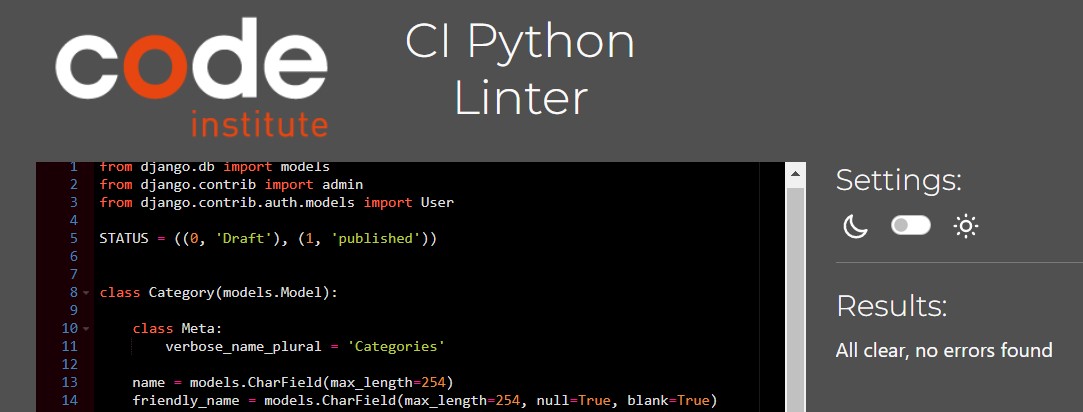 code
institute
CI Python
Linter
1 from django.db import models
2 from django.contrib import admin
3 from django.contrib.auth.models import User
4
5 STATUS = ((0, 'Draft'), (1, 'published'))
6
7
8 class Category(models.Model):
9
10     class Meta:
11         verbose_name_plural = 'Categories'
12
13     name = models.CharField(max_length=254)
14     friendly_name = models.CharField(max_length=254, null=True, blank=True)
Settings:
Results:
All clear, no errors found